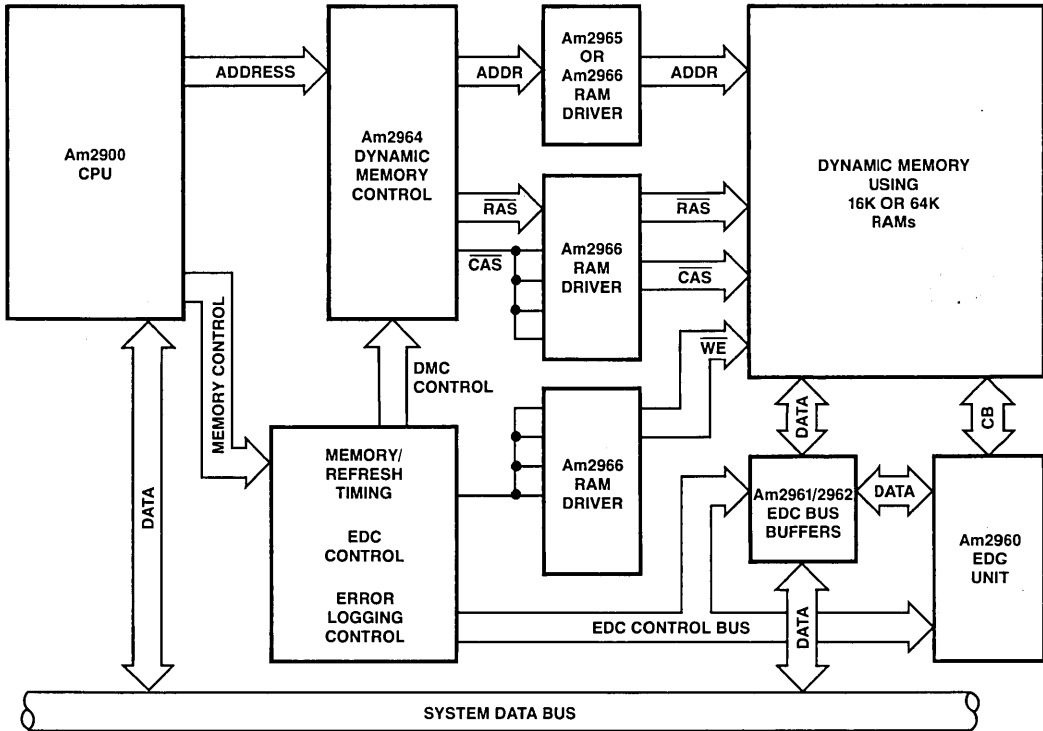 Am2900
CPU
ADDRESS
Am2964
DYNAMIC
MEMORY
CONTROL
ADDR
Am2965
OR
Am2966
RAM
DRIVER
ADDR
DYNAMIC MEMORY
USING
16K OR 64K
RAMs
RAS
CAS
Am2966
RAM
DRIVER
RAS
CAS
WE
MEMORY CONTROL
DMC
CONTROL
DATA
MEMORY/
REFRESH
TIMING
EDC
CONTROL
ERROR
LOGGING
CONTROL
Am2966
RAM
DRIVER
DATA
CB
Am2961/2962
EDC BUS
BUFFERS
DATA
Am2960
EDG
UNIT
EDC CONTROL BUS
DATA
SYSTEM DATA BUS